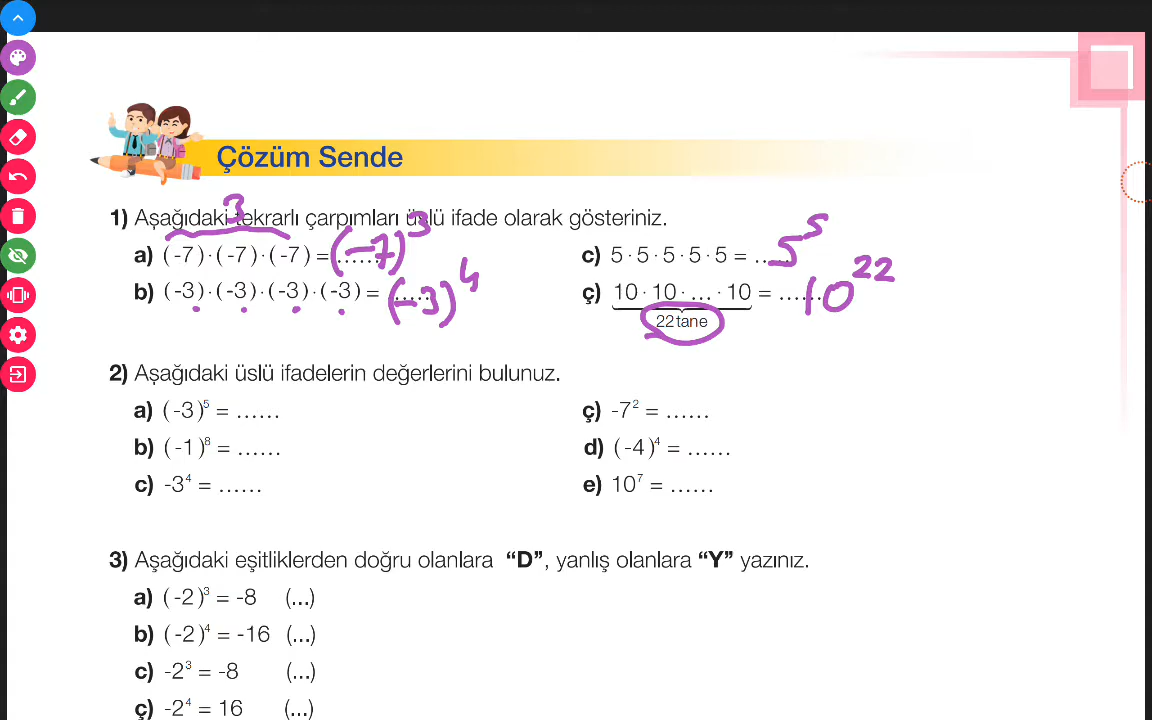 Çözüm Sende
1) Aşağıdaki tekrarlı çarpımları üslü ifade olarak gösteriniz.
3
a) (-7)·(-7)·(-7) = ...... (-7)³
c) 5·5·5·5·5 = ..... 5⁵
b) (-3)·(-3)·(-3)·(-3) = ..... (-3)⁴
ç) 10·10· ... ·10 = ...... 10²²
22 tane
2) Aşağıdaki üslü ifadelerin değerlerini bulunuz.
a) (-3)⁵ = ......
ç) -7² = ......
b) (-1)⁸ = ......
d) (-4)⁴ = ......
c) -3⁴ = ......
e) 10⁷ = ......
3) Aşağıdaki eşitliklerden doğru olanlara “D”, yanlış olanlara “Y” yazınız.
a) (-2)³ = -8 (...)
b) (-2)⁴ = -16 (...)
c) -2³ = -8 (...)
ç) -2⁴ = 16 (...)